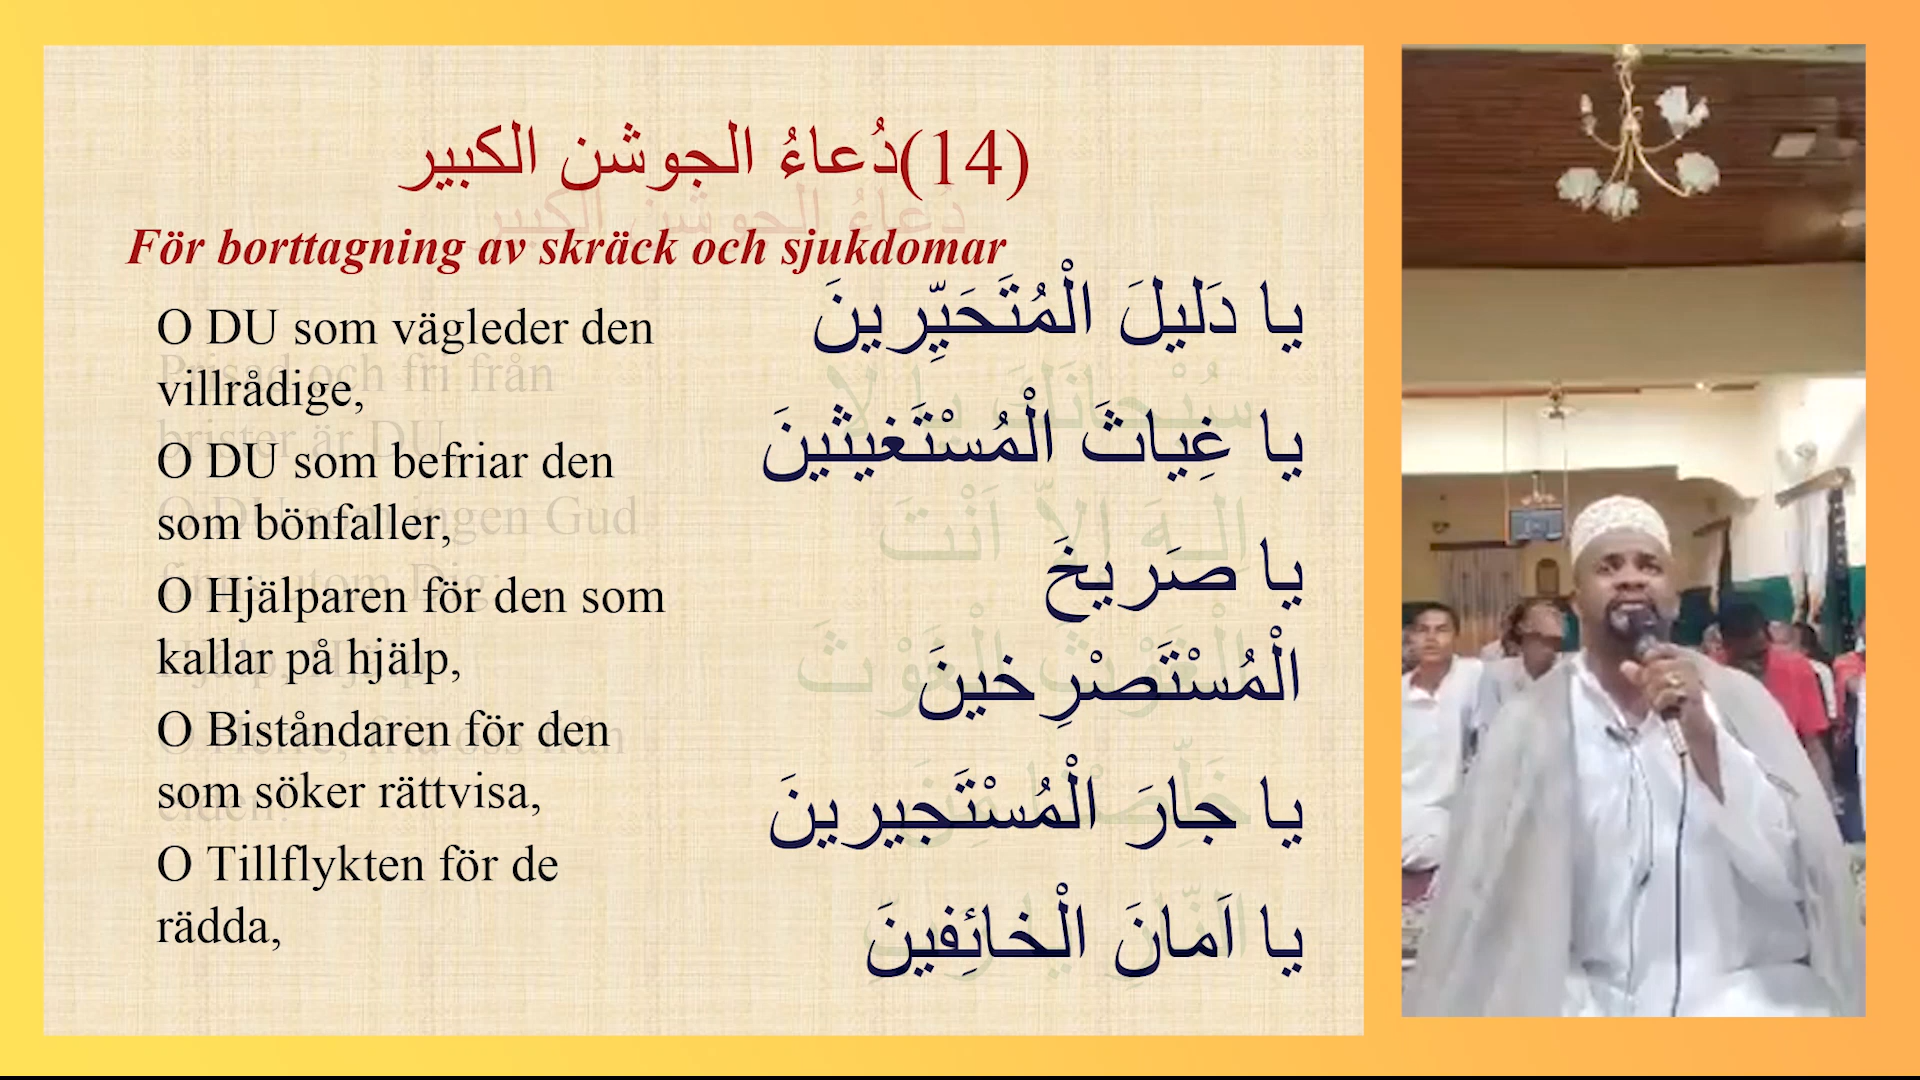 (14)دُعاءُ الجوشن الكبير
För borttagning av skräck och sjukdomar
O DU som vägleder den
villrådige,
O DU som befriar den
som bönfaller,
O Hjälparen för den som
kallar på hjälp,
O Biståndaren för den
som söker rättvisa,
O Tillflykten för de
rädda,
يا دَليلَ الْمُتَحَيِّرينَ
يا غِياثَ الْمُسْتَغيثينَ
يا صَريخَ
الْمُسْتَصْرِخينَ
يا جارَ الْمُسْتَجيرينَ
يا اَمانَ الْخائِفينَ